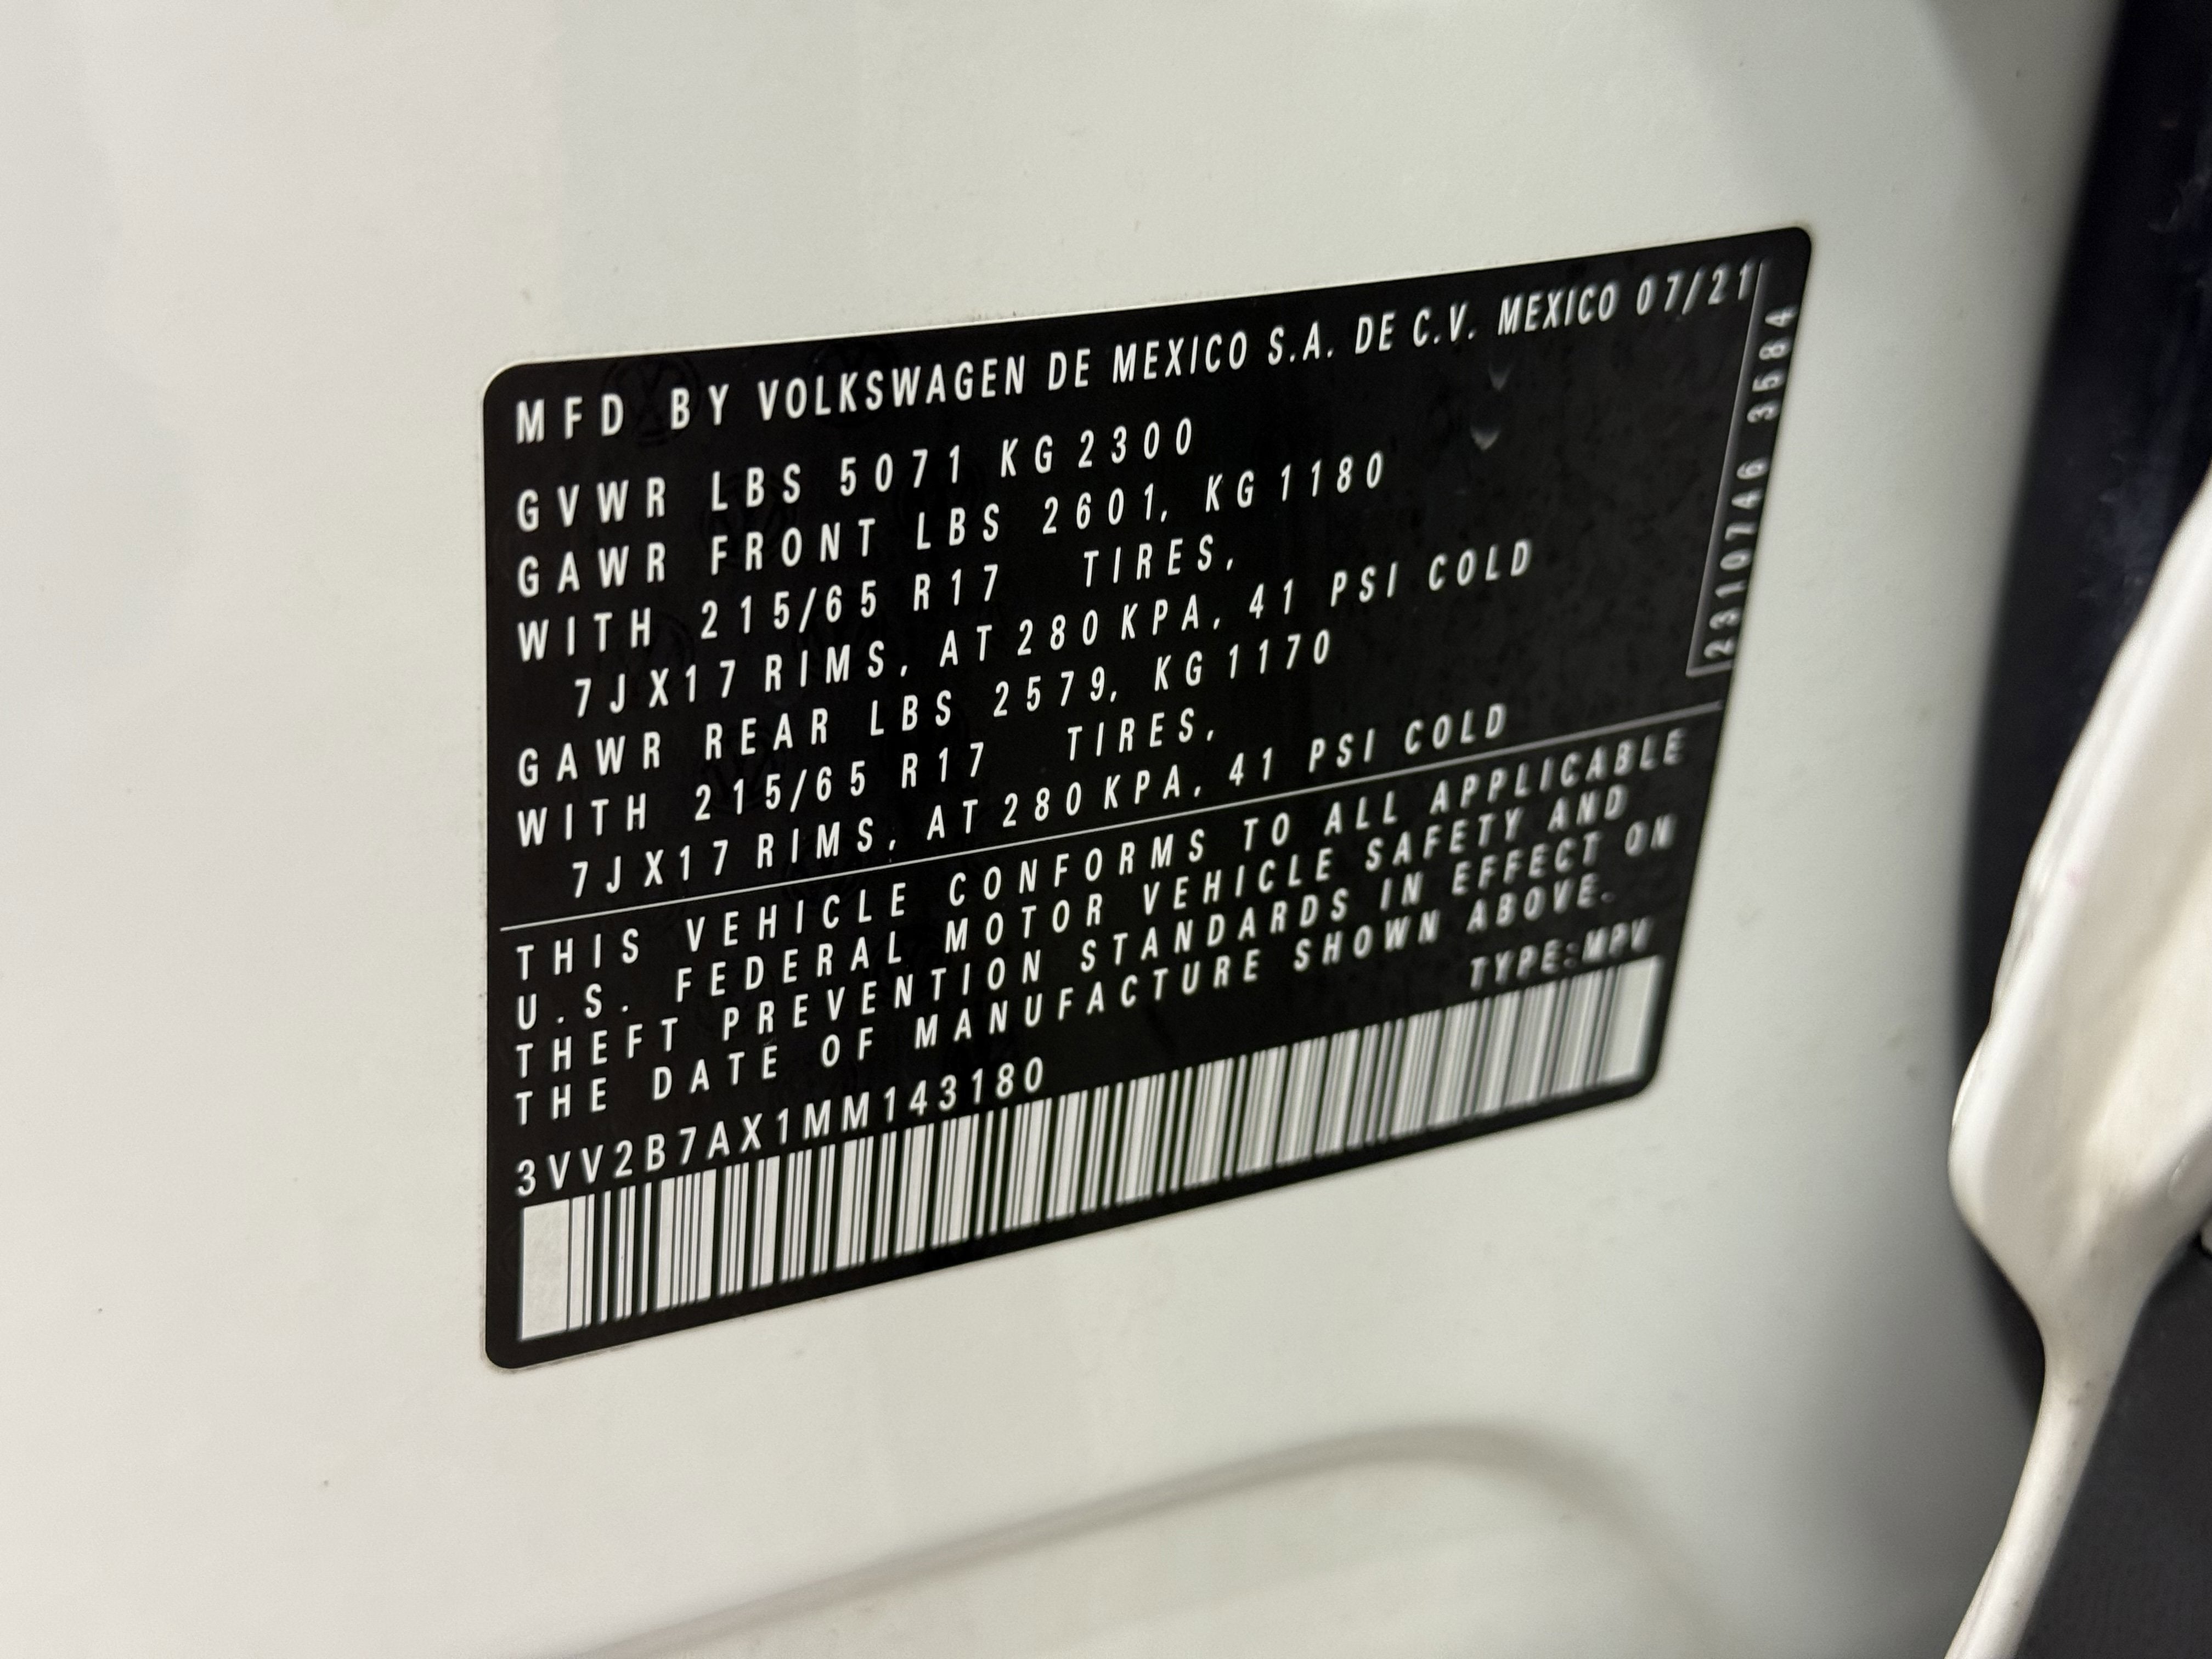 MFD BY VOLKSWAGEN DE MEXICO S.A. DE C.V. MEXICO 07/21
GVWR LBS 5071 KG 2300
GAWR FRONT LBS 2601, KG 1180
WITH 215/65 R17 TIRES,
7JX17 RIMS, AT 280 KPA, 41 PSI COLD
GAWR REAR LBS 2579, KG 1170
WITH 215/65 R17 TIRES,
7JX17 RIMS, AT 280 KPA, 41 PSI COLD
2310746 3584
THIS VEHICLE CONFORMS TO ALL APPLICABLE
U.S. FEDERAL MOTOR VEHICLE SAFETY AND
THEFT PREVENTION STANDARDS IN EFFECT ON
THE DATE OF MANUFACTURE SHOWN ABOVE.
TYPE:MPV
3VV2B7AX1MM143180